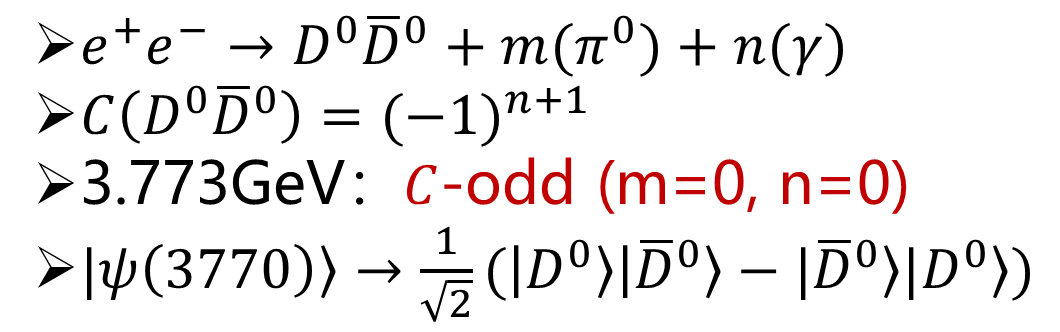 ➢e⁺e⁻ → D⁰D̅⁰ + m(π⁰) + n(γ)
➢C(D⁰D̅⁰) = (−1)ⁿ⁺¹
➢3.773GeV: C-odd (m=0, n=0)
➢|ψ(3770)⟩ → 1/√2 (|D⁰⟩|D̅⁰⟩ − |D̅⁰⟩|D⁰⟩)